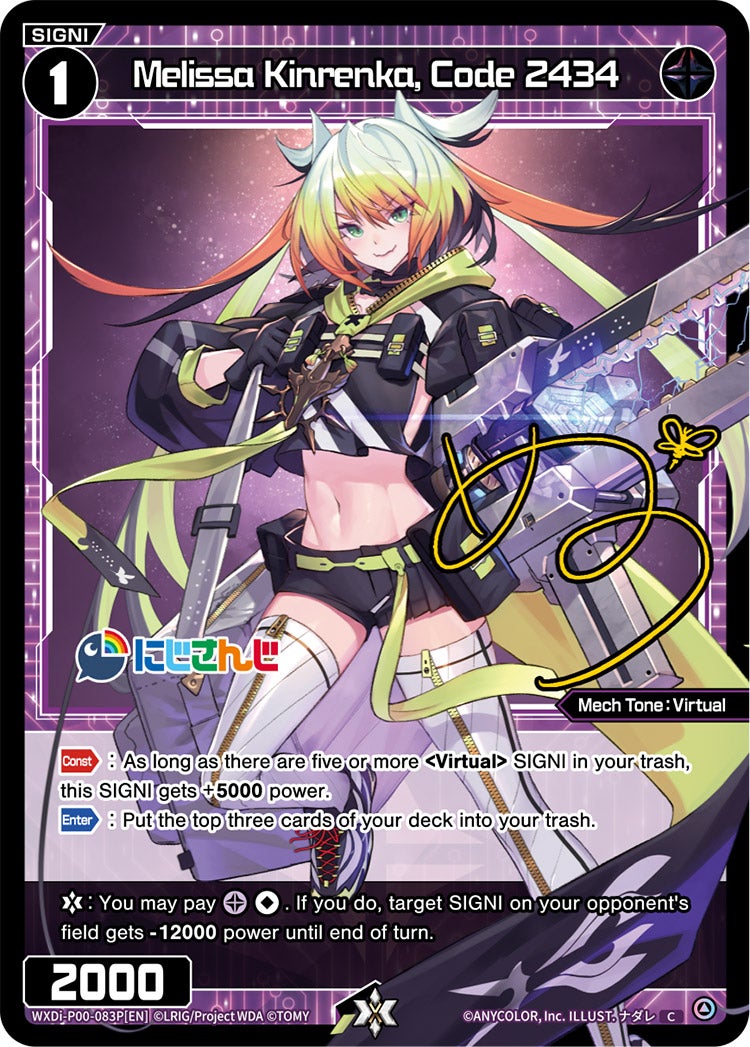 SIGNI
1
Melissa Kinrenka, Code 2434
にじさんじ
Mech Tone：Virtual
Const：As long as there are five or more <Virtual> SIGNI in your trash,
this SIGNI gets +5000 power.
Enter：Put the top three cards of your deck into your trash.
：You may pay . If you do, target SIGNI on your opponent's
field gets -12000 power until end of turn.
2000
WXDi-P00-083P[EN] ©LRIG/Project WDA ©TOMY
©ANYCOLOR, Inc. ILLUST. ナダレ C